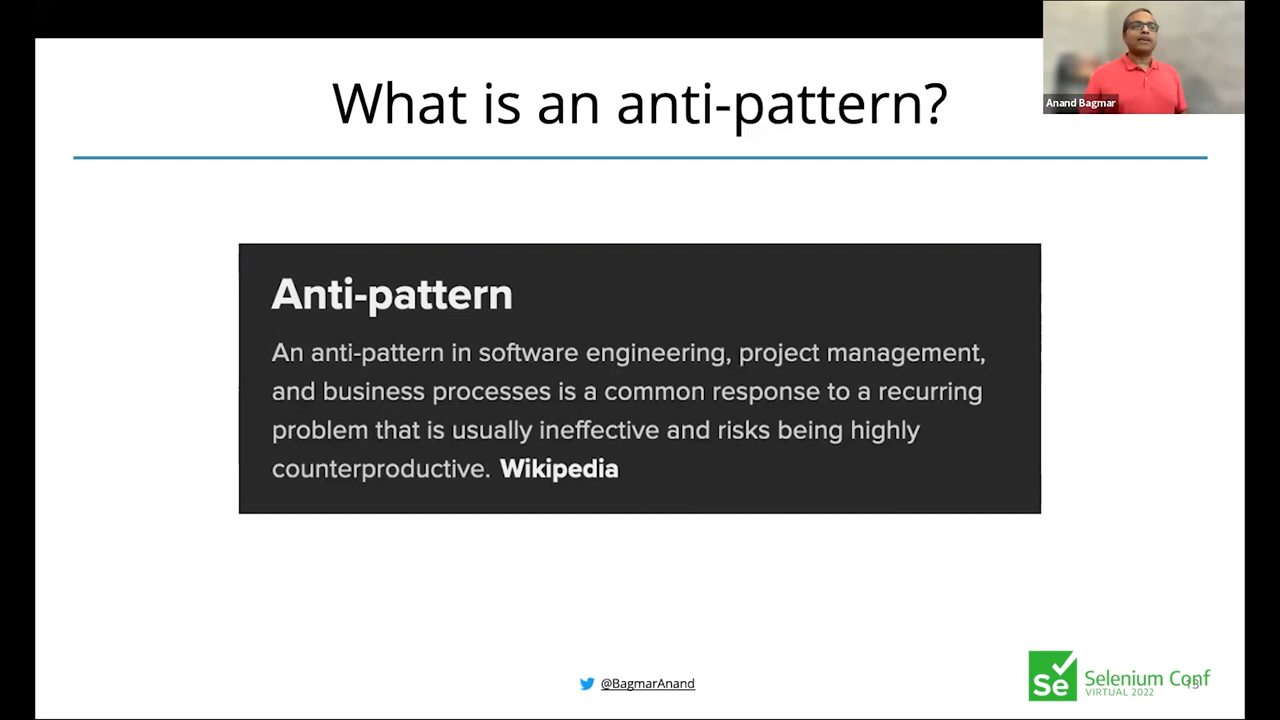 What is an anti-pattern?
Anand Bagmar
Anti-pattern
An anti-pattern in software engineering, project management,
and business processes is a common response to a recurring
problem that is usually ineffective and risks being highly
counterproductive. Wikipedia
@BagmarAnand
Se
Selenium Conf
VIRTUAL 2022